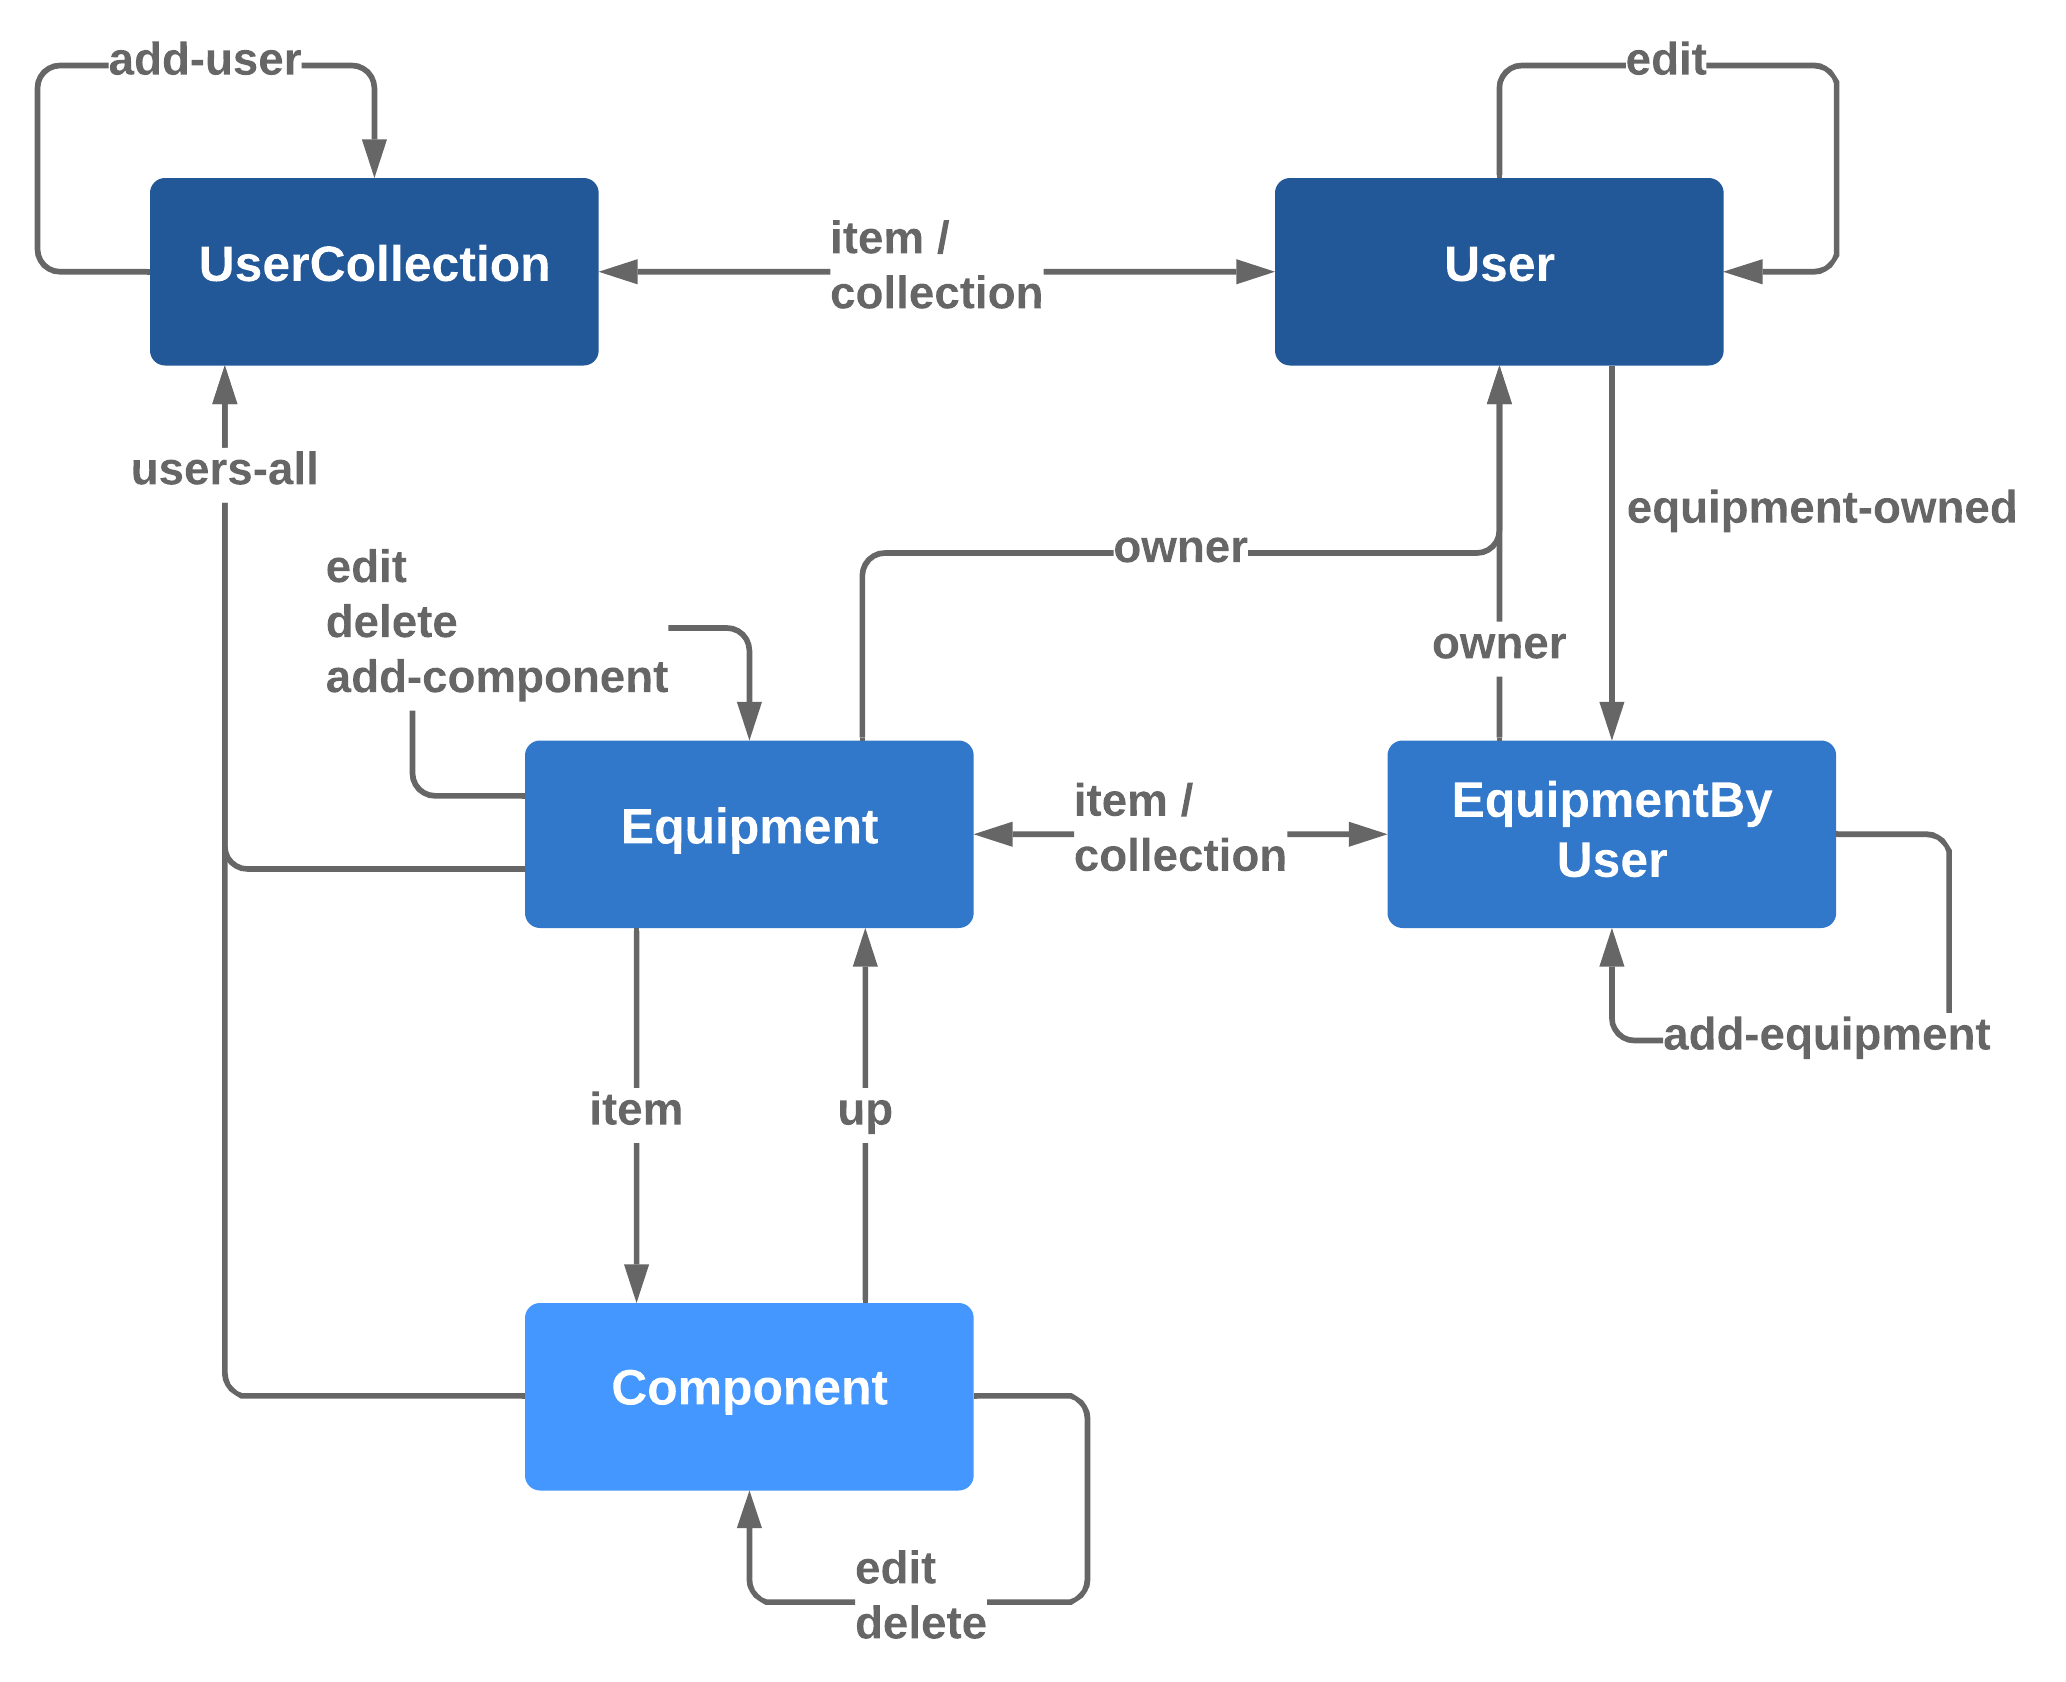 add-user
edit
UserCollection
item /
collection
User
users-all
equipment-owned
edit
delete
add-component
owner
owner
Equipment
item /
collection
EquipmentBy
User
add-equipment
item
up
Component
edit
delete